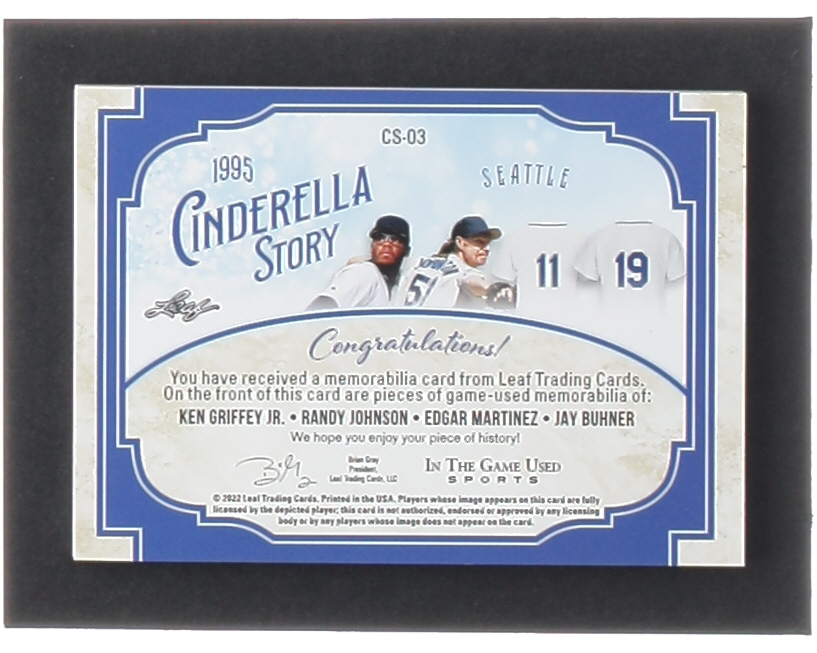 CS-03
1995
CINDERELLA
STORY
SEATTLE
51
11
19
Leaf
Congratulations!
You have received a memorabilia card from Leaf Trading Cards.
On the front of this card are pieces of game-used memorabilia of:
KEN GRIFFEY JR. • RANDY JOHNSON • EDGAR MARTINEZ • JAY BUHNER
We hope you enjoy your piece of history!
Brian Gray
President,
Leaf Trading Cards, LLC
IN THE GAME USED
SPORTS
© 2022 Leaf Trading Cards. Printed in the USA. Players whose image appears on this card are fully
licensed by the depicted player; this card is not authorized, endorsed or approved by any licensing
body or by any players whose image does not appear on the card.